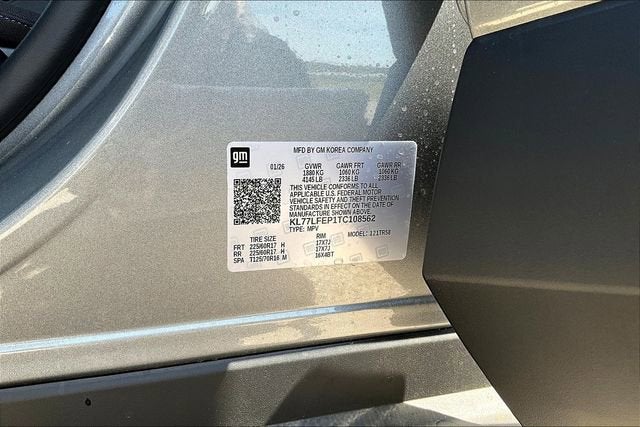 gm
MFD BY GM KOREA COMPANY
01/26 GVWR GAWR FRT GAWR RR
1880 KG 1060 KG 1060 KG
4145 LB 2336 LB 2336 LB
THIS VEHICLE CONFORMS TO ALL
APPLICABLE U.S. FEDERAL MOTOR
VEHICLE SAFETY AND THEFT PREVENTION
STANDARDS IN EFFECT ON THE DATE OF
MANUFACTURE SHOWN ABOVE.
KL77LFEP1TC108562
TYPE: MPV MODEL: 1Z1TR58
TIRE SIZE RIM
FRT 225/60R17 H 17X7J
RR 225/60R17 H 17X7J
SPA T125/70R16 M 16X4BT